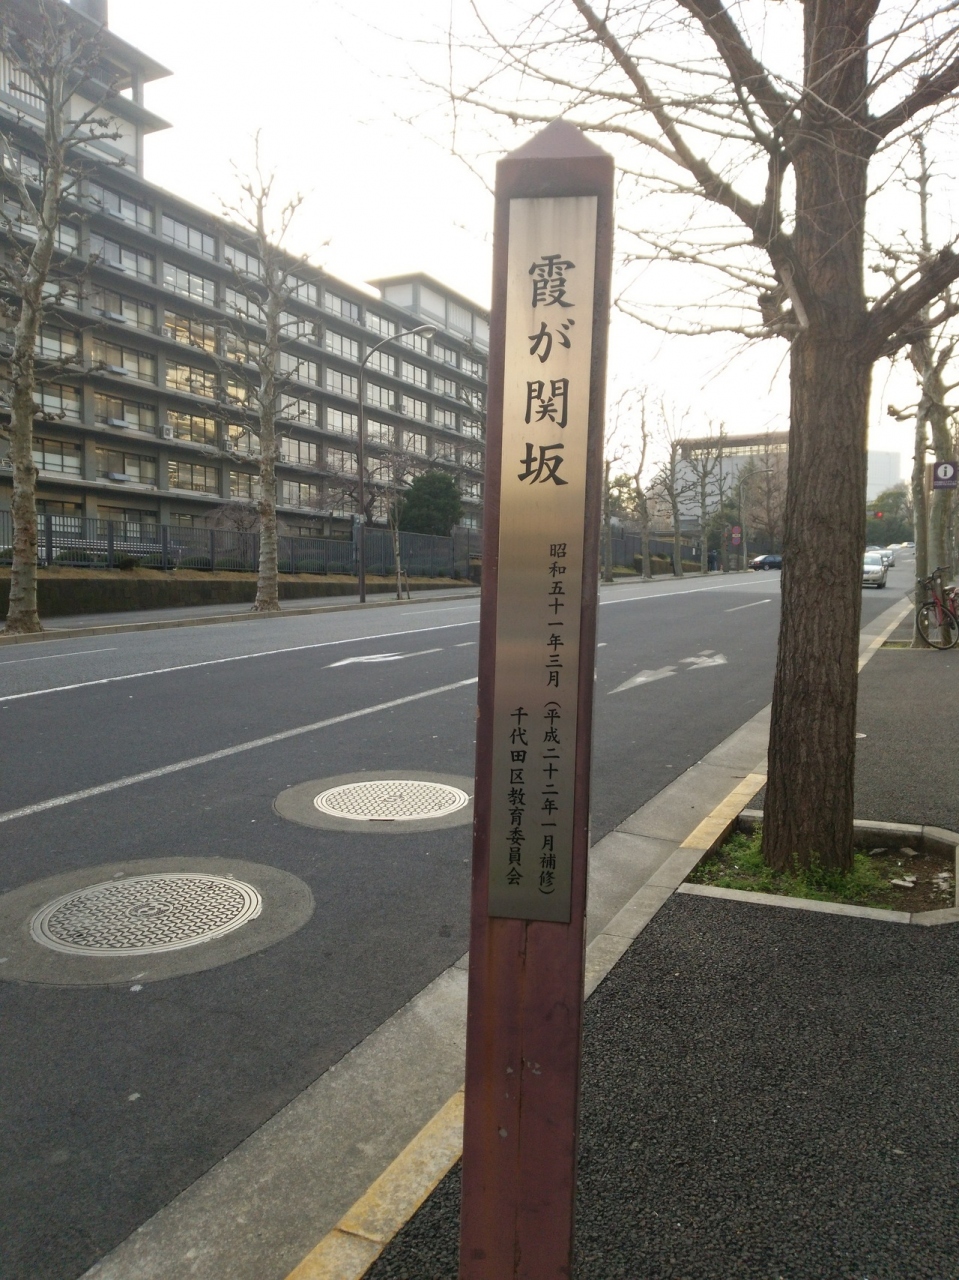 霞が関坂
昭和五十一年三月（平成二十二年一月補修）
千代田区教育委員会
i